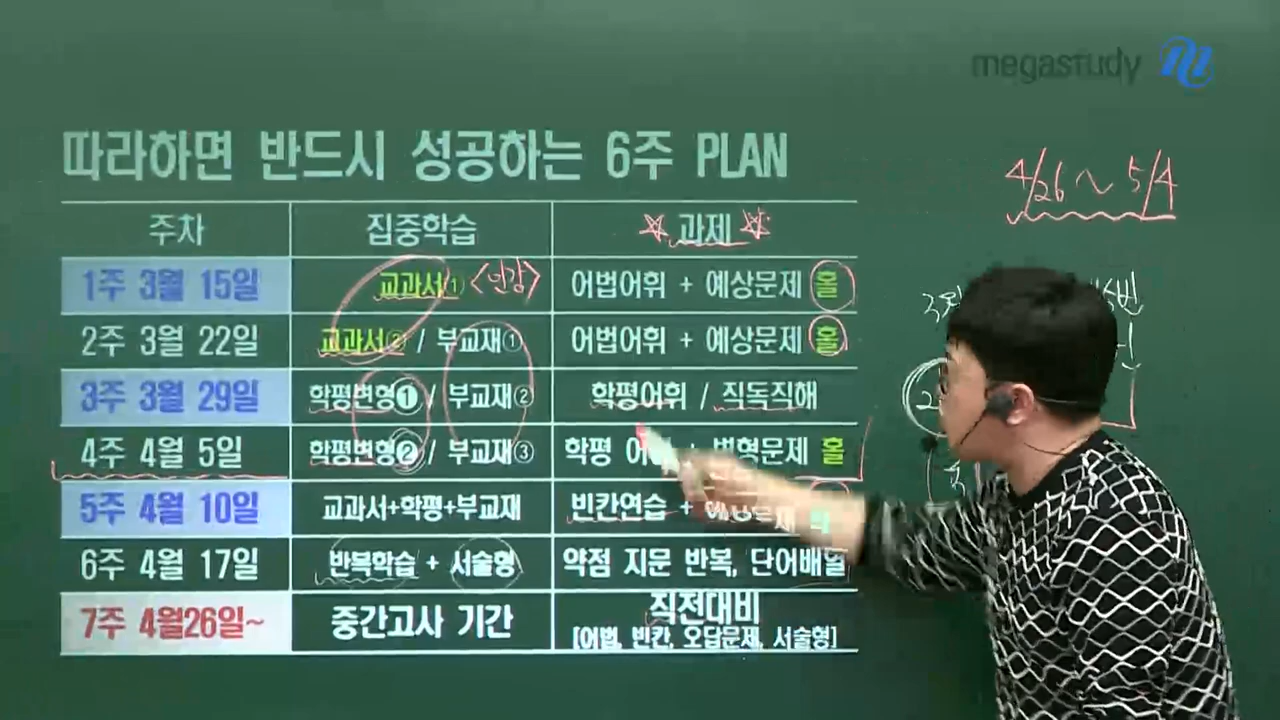 megastudy
따라하면 반드시 성공하는 6주 PLAN
4/26 ~ 5/4
주차 집중학습 과제
1주 3월 15일 교과서① <인강> 어법어휘 + 예상문제 홀
2주 3월 22일 교과서② / 부교재① 어법어휘 + 예상문제 홀
3주 3월 29일 학평변형❶ / 부교재② 학평어휘 / 직독직해
4주 4월 5일 학평변형❷ / 부교재③ 학평 + 변형문제 홀
5주 4월 10일 교과서+학평+부교재 빈칸연습 +
6주 4월 17일 반복학습 + 서술형 약점 지문 반복, 단어배열
7주 4월26일~ 중간고사 기간 직전대비
[어법, 빈칸, 오답문제, 서술형]